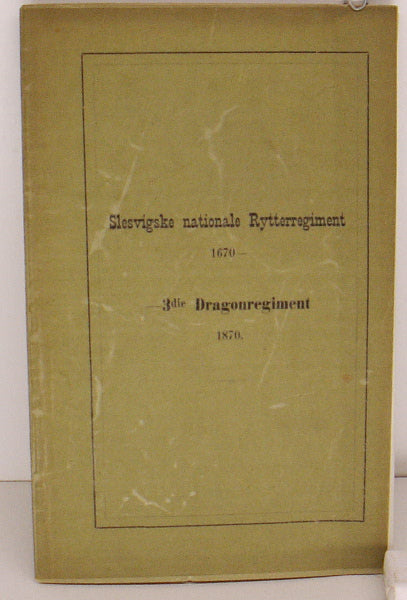 Slesvigske nationale Rytterregiment
1670 —
—3die Dragonregiment
1870.